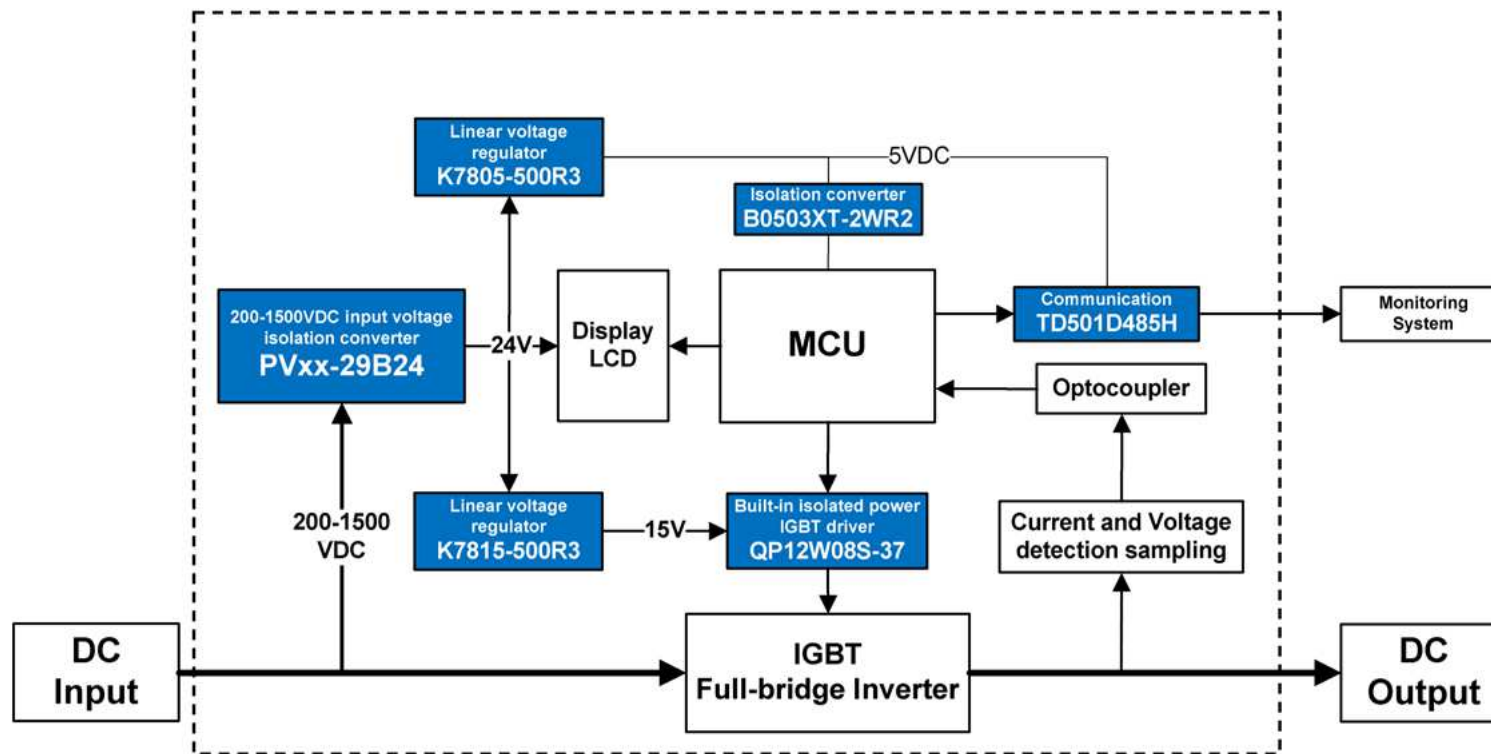 Linear voltage
regulator
K7805-500R3
5VDC
Isolation converter
B0503XT-2WR2
200-1500VDC input voltage
isolation converter
PVxx-29B24
24V
Display
LCD
MCU
Communication
TD501D485H
Monitoring
System
Optocoupler
200-1500
VDC
Linear voltage
regulator
K7815-500R3
15V
Built-in isolated power
IGBT driver
QP12W08S-37
Current and Voltage
detection sampling
DC
Input
IGBT
Full-bridge Inverter
DC
Output